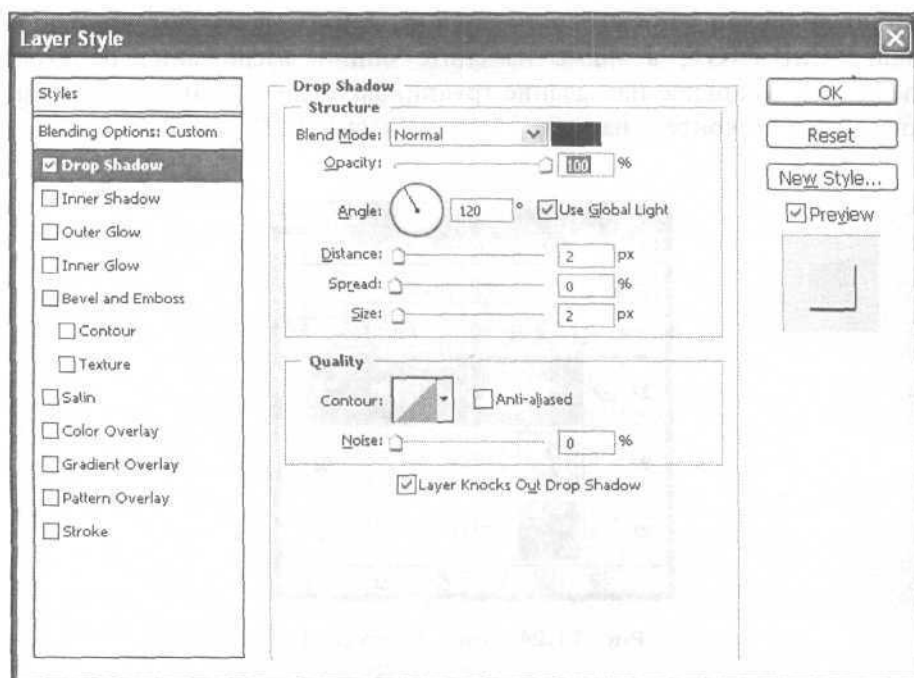 Layer Style
Styles
Blending Options: Custom
Drop Shadow
Inner Shadow
Outer Glow
Inner Glow
Bevel and Emboss
Contour
Texture
Satin
Color Overlay
Gradient Overlay
Pattern Overlay
Stroke
Drop Shadow
Structure
Blend Mode: Normal
Opacity: 100 %
Angle: 120 ° Use Global Light
Distance: 2 px
Spread: 0 %
Size: 2 px
Quality
Contour: Anti-aliased
Noise: 0 %
Layer Knocks Out Drop Shadow
OK
Reset
New Style...
Preview